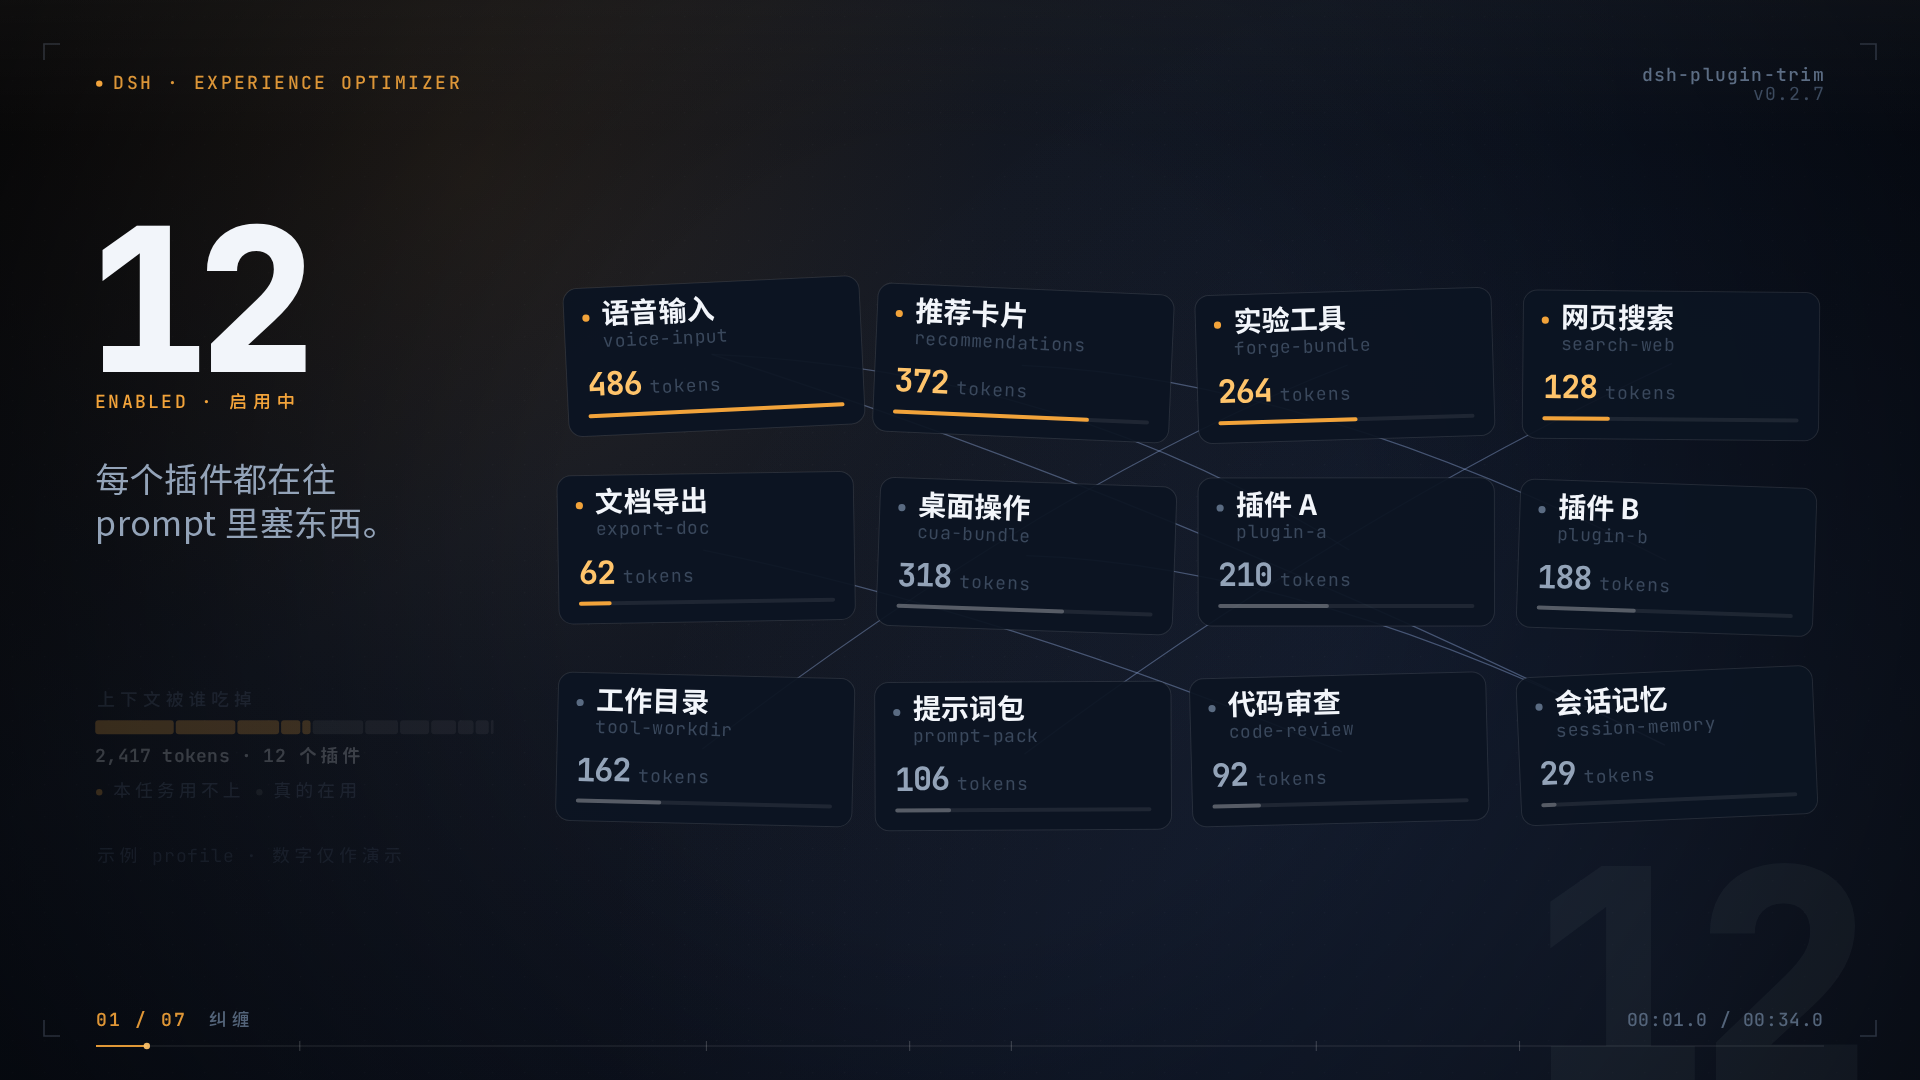 DSH · EXPERIENCE OPTIMIZER
dsh-plugin-trim
v0.2.7
12
ENABLED · 启用中
每个插件都在往
prompt 里塞东西。
语音输入
voice-input
486 tokens
推荐卡片
recommendations
372 tokens
实验工具
forge-bundle
264 tokens
网页搜索
search-web
128 tokens
文档导出
export-doc
62 tokens
桌面操作
cua-bundle
318 tokens
插件 A
plugin-a
210 tokens
插件 B
plugin-b
188 tokens
工作目录
tool-workdir
162 tokens
提示词包
prompt-pack
106 tokens
代码审查
code-review
92 tokens
会话记忆
session-memory
29 tokens
上下文被谁吃掉
2,417 tokens · 12 个插件
本任务用不上 真的在用
示例 profile · 数字仅作演示
12
01 / 07 纠缠
00:01.0 / 00:34.0